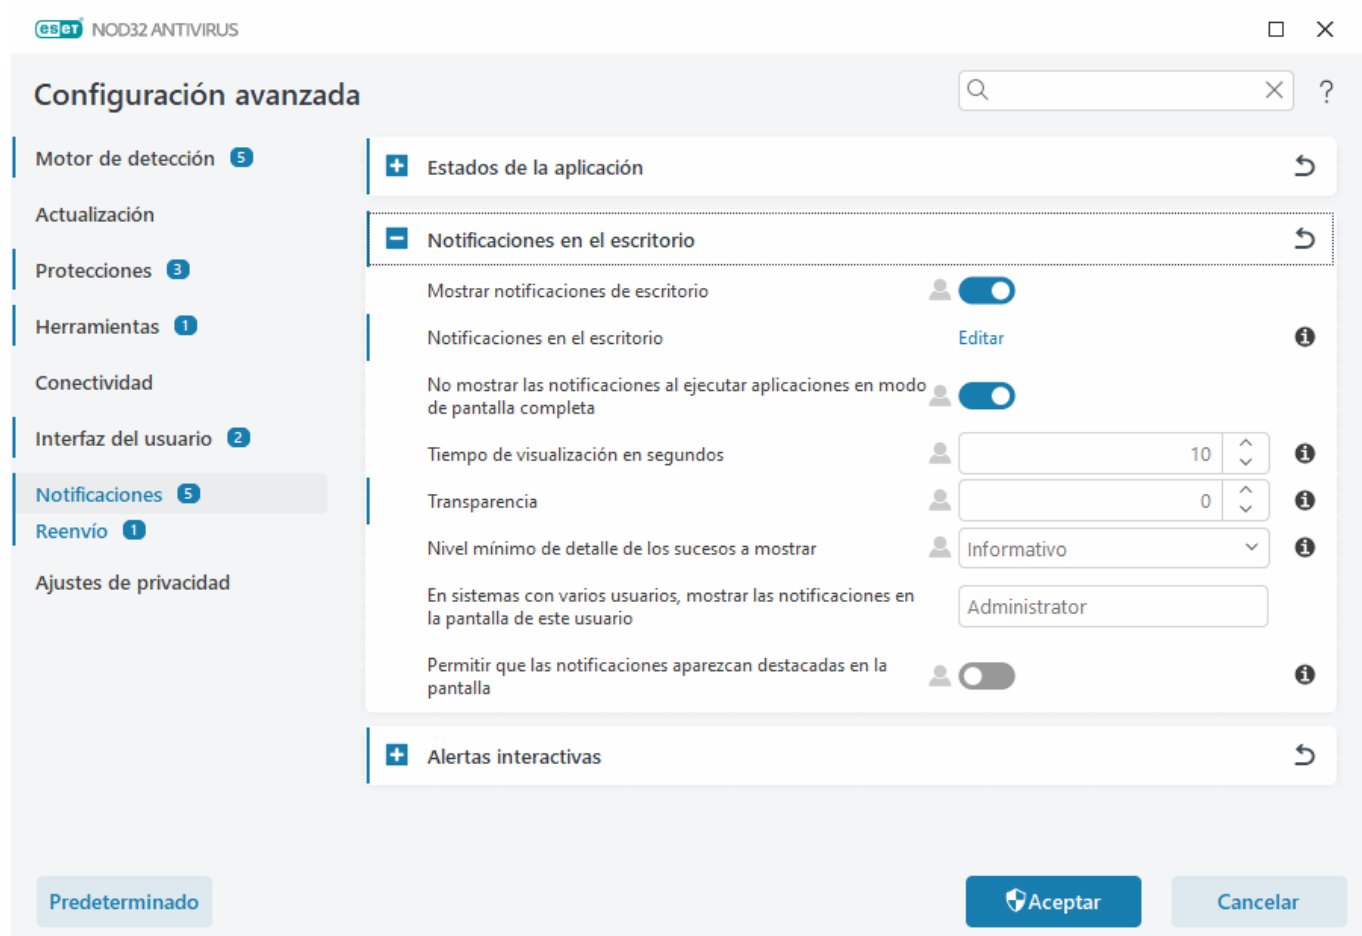 eseT NOD32 ANTIVIRUS
Configuración avanzada
?
Motor de detección 5
Actualización
Protecciones 3
Herramientas 1
Conectividad
Interfaz del usuario 2
Notificaciones 5
Reenvío 1
Ajustes de privacidad
Estados de la aplicación
Notificaciones en el escritorio
Mostrar notificaciones de escritorio
Notificaciones en el escritorio Editar
No mostrar las notificaciones al ejecutar aplicaciones en modo
de pantalla completa
Tiempo de visualización en segundos 10
Transparencia 0
Nivel mínimo de detalle de los sucesos a mostrar Informativo
En sistemas con varios usuarios, mostrar las notificaciones en
la pantalla de este usuario
Administrator
Permitir que las notificaciones aparezcan destacadas en la
pantalla
Alertas interactivas
Predeterminado Aceptar Cancelar